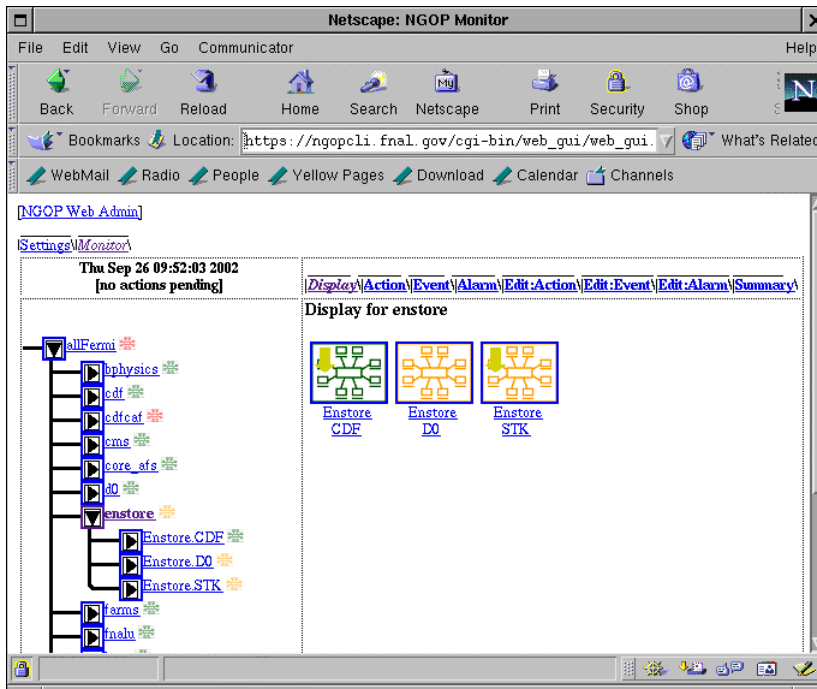 Netscape: NGOP Monitor
File Edit View Go Communicator Help
Back Forward Reload Home Search Netscape Print Security Shop
My
N
Bookmarks Location: https://ngopcli.fnal.gov/cgi-bin/web_gui/web_gui. What's Related
WebMail Radio People Yellow Pages Download Calendar Channels
[NGOP Web Admin]
|Settings\|Monitor\
Thu Sep 26 09:52:03 2002
[no actions pending]
|Display\|Action\|Event\|Alarm\|Edit:Action\|Edit:Event\|Edit:Alarm\|Summary\
Display for enstore
Enstore CDF
Enstore D0
Enstore STK
allFermi
bphysics
cdf
cdfcaf
cms
core_afs
d0
enstore
Enstore.CDF
Enstore.D0
Enstore.STK
farms
fnalu